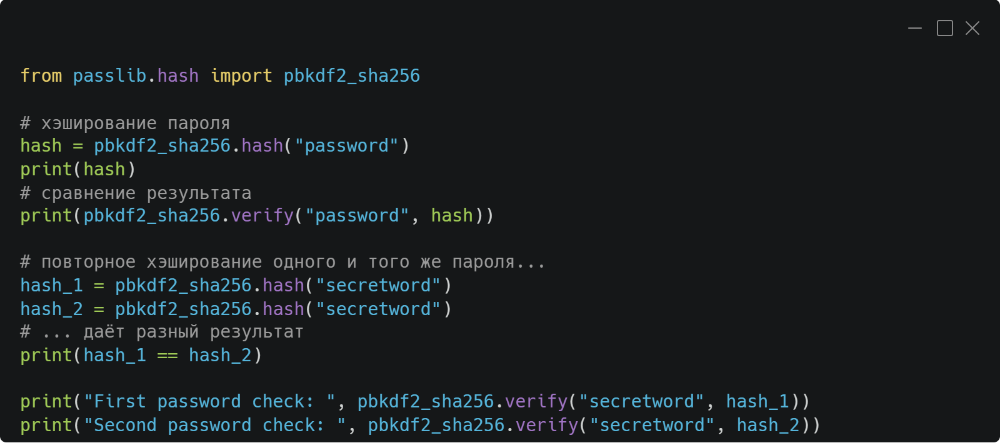 from passlib.hash import pbkdf2_sha256
# хэширование пароля
hash = pbkdf2_sha256.hash("password")
print(hash)
# сравнение результата
print(pbkdf2_sha256.verify("password", hash))
# повторное хэширование одного и того же пароля...
hash_1 = pbkdf2_sha256.hash("secretword")
hash_2 = pbkdf2_sha256.hash("secretword")
# ... даёт разный результат
print(hash_1 == hash_2)
print("First password check: ", pbkdf2_sha256.verify("secretword", hash_1))
print("Second password check: ", pbkdf2_sha256.verify("secretword", hash_2))